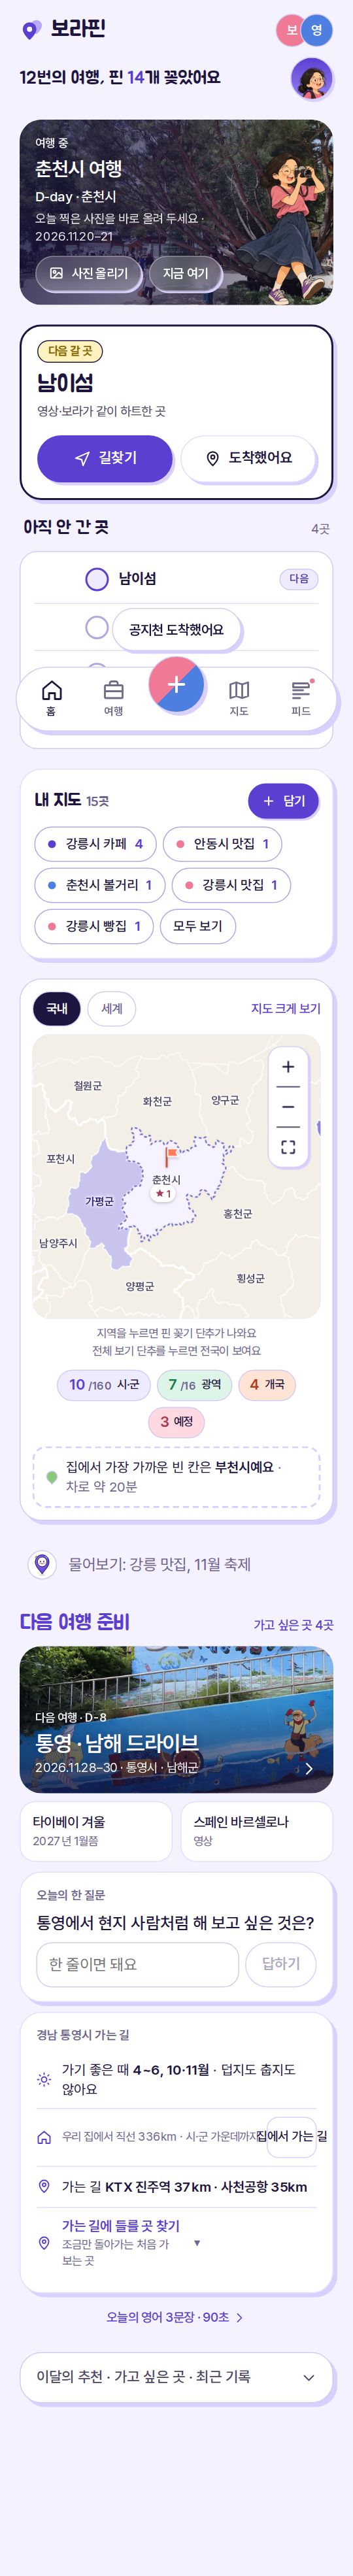 보라핀
보 영
12번의 여행, 핀 14개 꽂았어요
여행 중
춘천시 여행
D-day · 춘천시
오늘 찍은 사진을 바로 올려 두세요 ·
2026.11.20–21
사진 올리기 지금 여기
다음 갈 곳
남이섬
영상·보라가 같이 하트한 곳
길찾기 도착했어요
아직 안 간 곳 4곳
남이섬 다음
공지천 도착했어요
홈 여행 지도 피드
내 지도 15곳 + 담기
강릉시 카페 4 안동시 맛집 1
춘천시 볼거리 1 강릉시 맛집 1
강릉시 빵집 1 모두 보기
국내 세계 지도 크게 보기
철원군
화천군 양구군
포천시
춘천시
★ 1
가평군
홍천군
남양주시
횡성군
양평군
지역을 누르면 핀 꽂기 단추가 나와요
전체 보기 단추를 누르면 전국이 보여요
10 /160 시·군 7 /16 광역 4 개국
3 예정
집에서 가장 가까운 빈 칸은 부천시예요 ·
차로 약 20분
물어보기: 강릉 맛집, 11월 축제
다음 여행 준비 가고 싶은 곳 4곳
다음 여행 · D-8
통영 · 남해 드라이브
2026.11.28–30 · 통영시 · 남해군
타이베이 겨울
2027년 1월쯤
스페인 바르셀로나
영상
오늘의 한 질문
통영에서 현지 사람처럼 해 보고 싶은 것은?
한 줄이면 돼요 답하기
경남 통영시 가는 길
가기 좋은 때 4~6, 10·11월 · 덥지도 춥지도
않아요
우리 집에서 직선 336km · 시·군 가운데까지
집에서 가는 길
가는 길 KTX 진주역 37km · 사천공항 35km
가는 길에 들를 곳 찾기
조금만 돌아가는 처음 가
보는 곳
▼
오늘의 영어 3문장 · 90초
이달의 추천 · 가고 싶은 곳 · 최근 기록